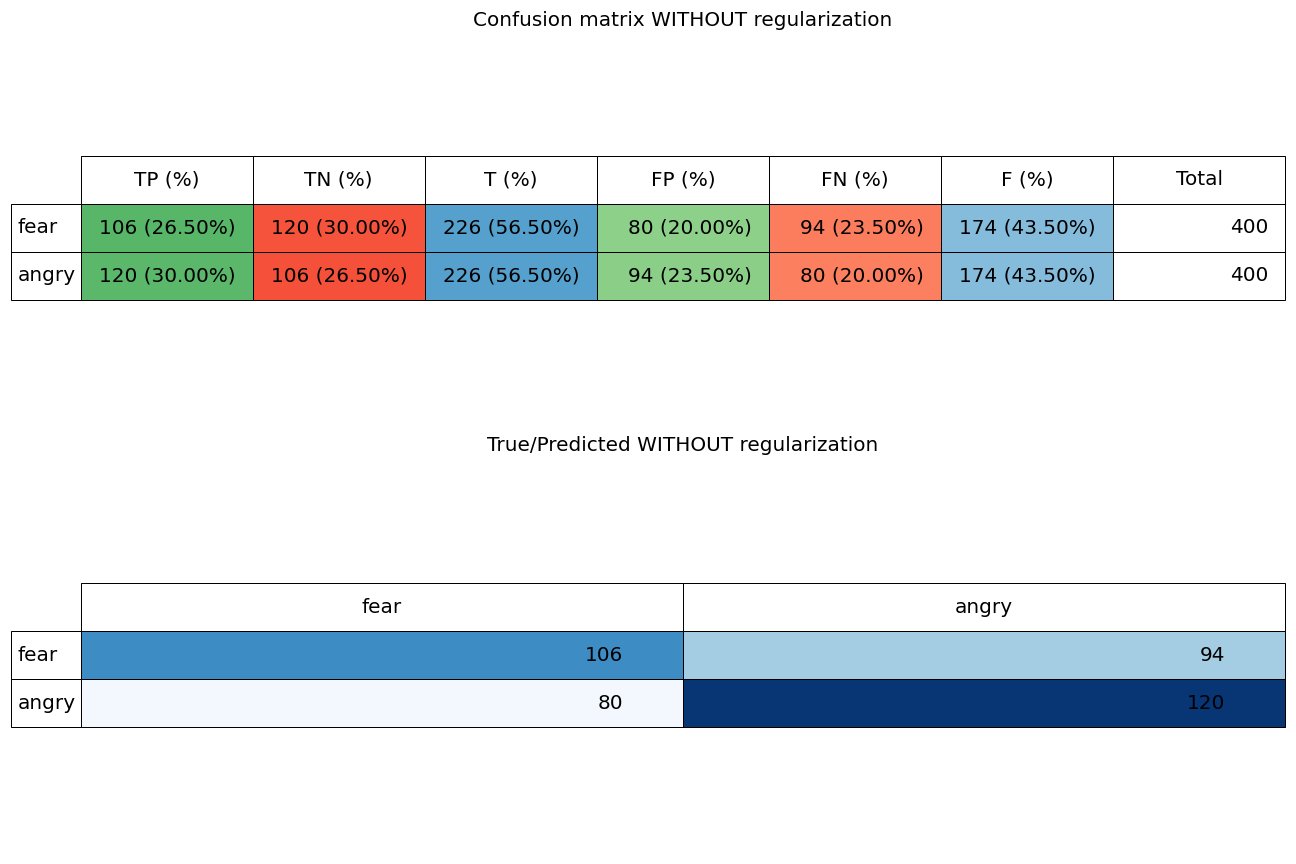 Confusion matrix WITHOUT regularization
TP (%) TN (%) T (%) FP (%) FN (%) F (%) Total
fear 106 (26.50%) 120 (30.00%) 226 (56.50%) 80 (20.00%) 94 (23.50%) 174 (43.50%) 400
angry 120 (30.00%) 106 (26.50%) 226 (56.50%) 94 (23.50%) 80 (20.00%) 174 (43.50%) 400
True/Predicted WITHOUT regularization
fear angry
fear 106 94
angry 80 120